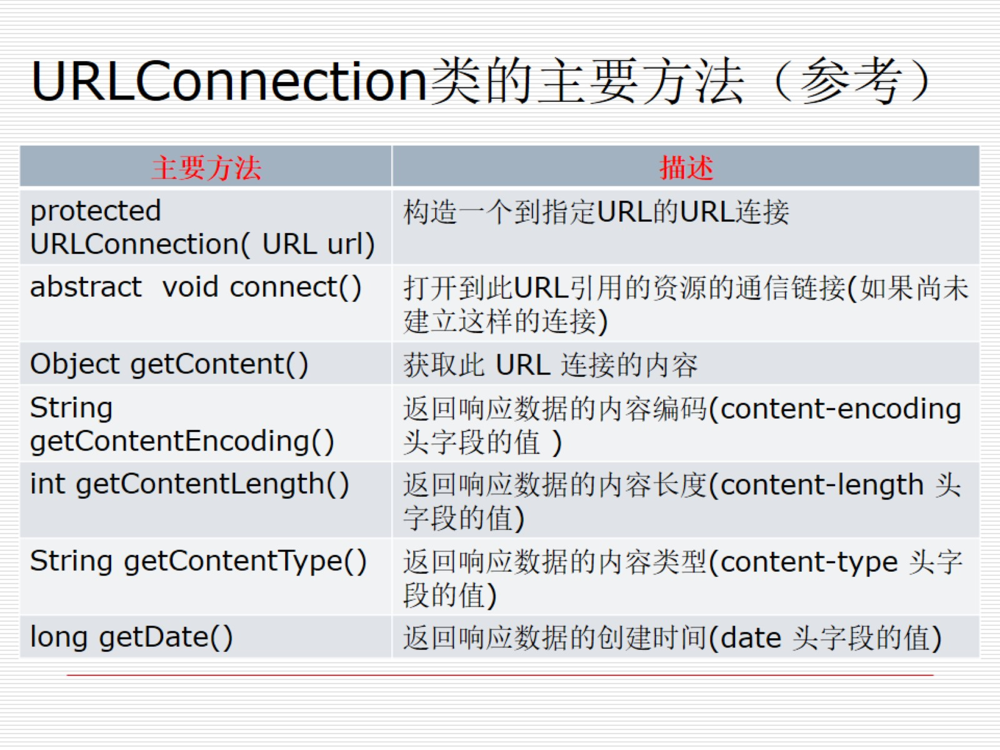 URLConnection类的主要方法（参考）
主要方法
描述
protected
URLConnection( URL url)
构造一个到指定URL的URL连接
abstract  void connect()
打开到此URL引用的资源的通信链接(如果尚未
建立这样的连接)
Object getContent()
获取此 URL 连接的内容
String
getContentEncoding()
返回响应数据的内容编码(content-encoding
头字段的值 )
int getContentLength()
返回响应数据的内容长度(content-length 头
字段的值)
String getContentType()
返回响应数据的内容类型(content-type 头字
段的值)
long getDate()
返回响应数据的创建时间(date 头字段的值)